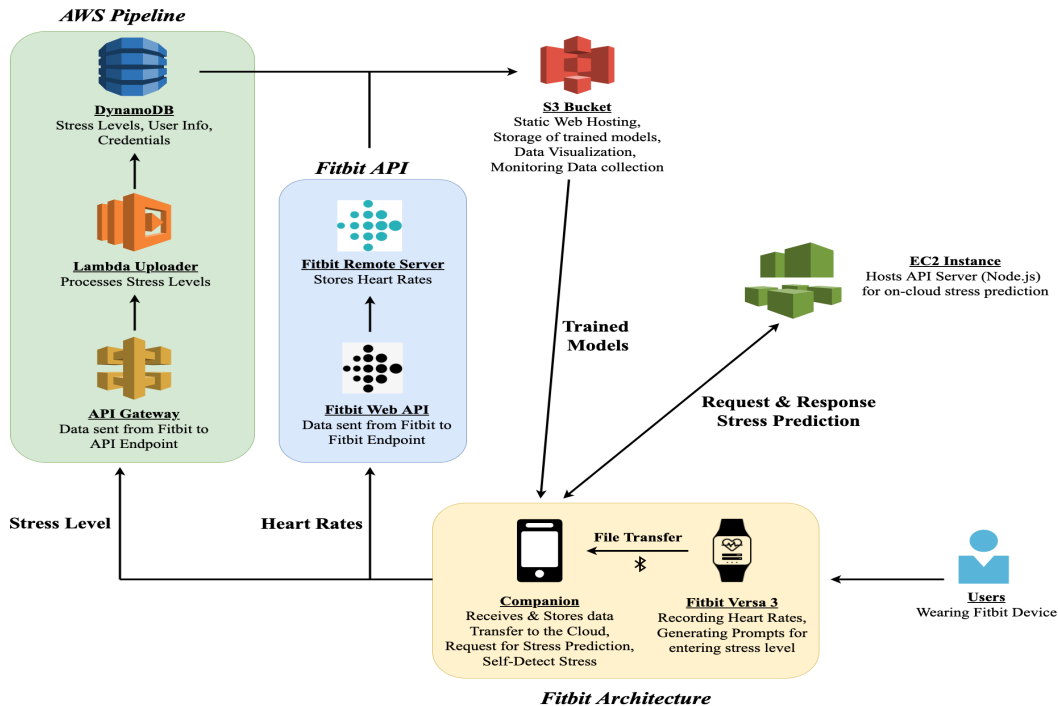 AWS Pipeline
DynamoDB
Stress Levels, User Info,
Credentials
Lambda Uploader
Processes Stress Levels
API Gateway
Data sent from Fitbit to
API Endpoint
Fitbit API
Fitbit Remote Server
Stores Heart Rates
Fitbit Web API
Data sent from Fitbit to
Fitbit Endpoint
S3 Bucket
Static Web Hosting,
Storage of trained models,
Data Visualization,
Monitoring Data collection
EC2 Instance
Hosts API Server (Node.js)
for on-cloud stress prediction
Trained
Models
Request & Response
Stress Prediction
Stress Level
Heart Rates
File Transfer
Companion
Receives & Stores data
Transfer to the Cloud,
Request for Stress Prediction,
Self-Detect Stress
Fitbit Versa 3
Recording Heart Rates,
Generating Prompts for
entering stress level
Users
Wearing Fitbit Device
Fitbit Architecture